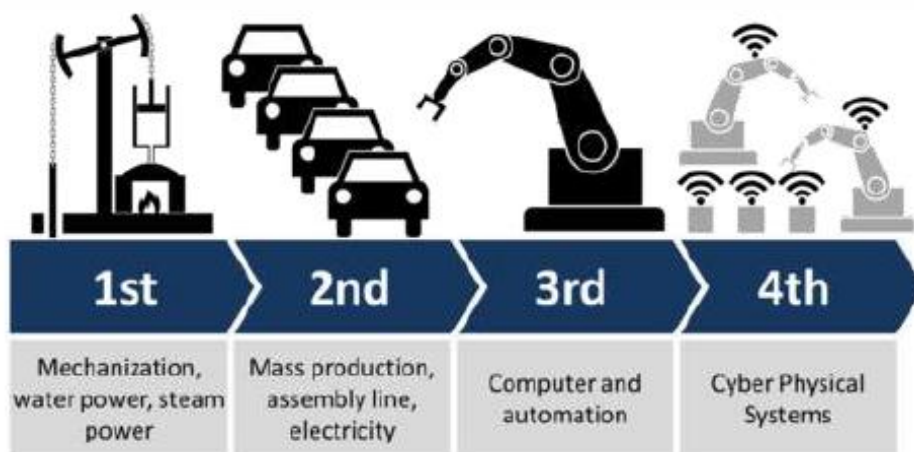 1st
2nd
3rd
4th
Mechanization,
water power, steam
power
Mass production,
assembly line,
electricity
Computer and
automation
Cyber Physical
Systems